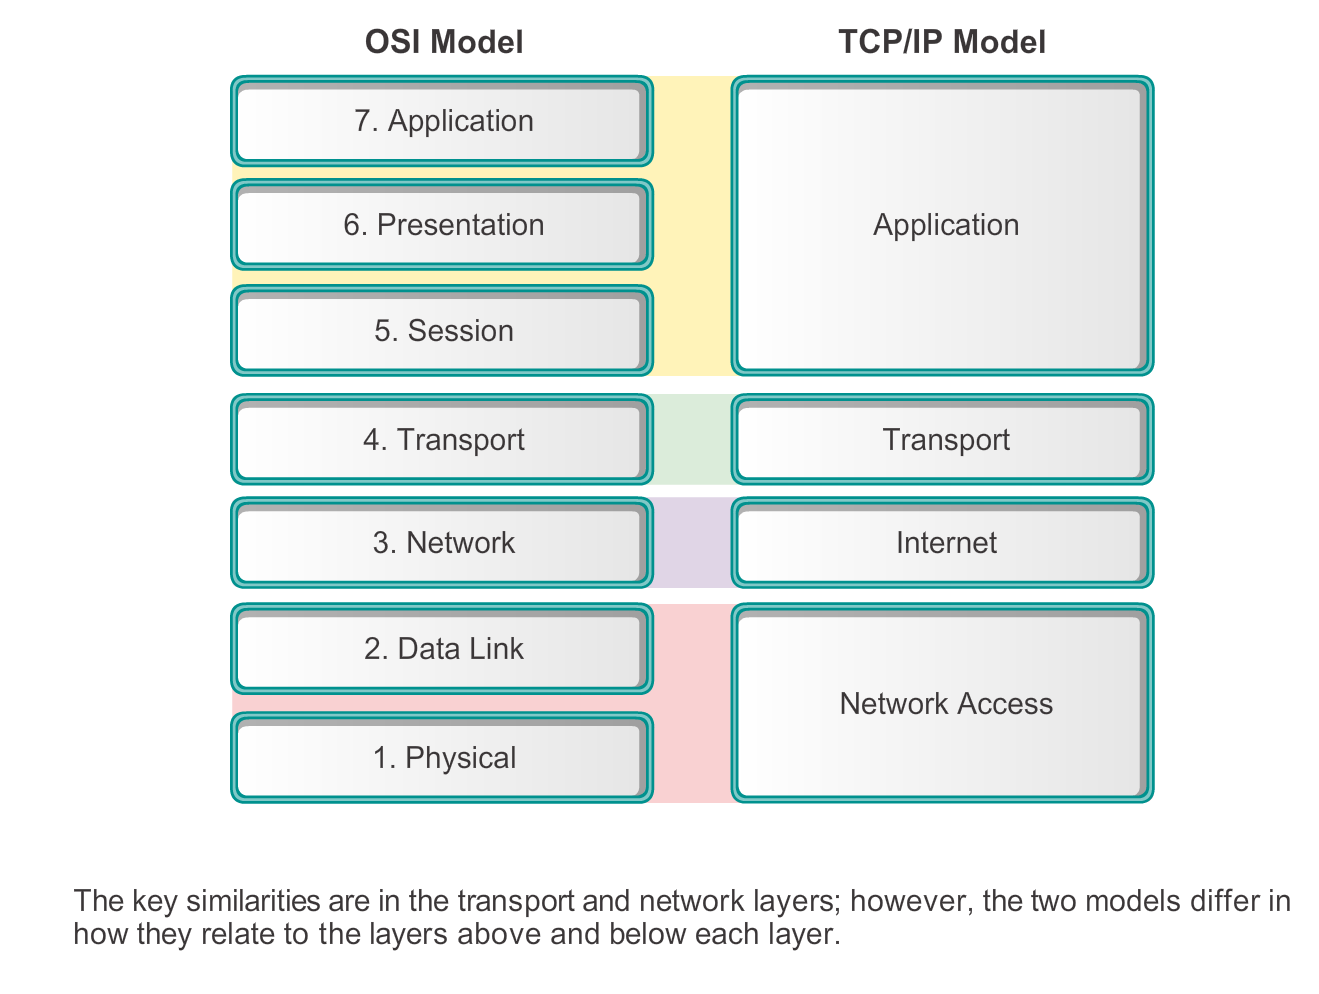 OSI Model
TCP/IP Model
7. Application
6. Presentation
5. Session
Application
4. Transport
Transport
3. Network
Internet
2. Data Link
1. Physical
Network Access
The key similarities are in the transport and network layers; however, the two models differ in
how they relate to the layers above and below each layer.